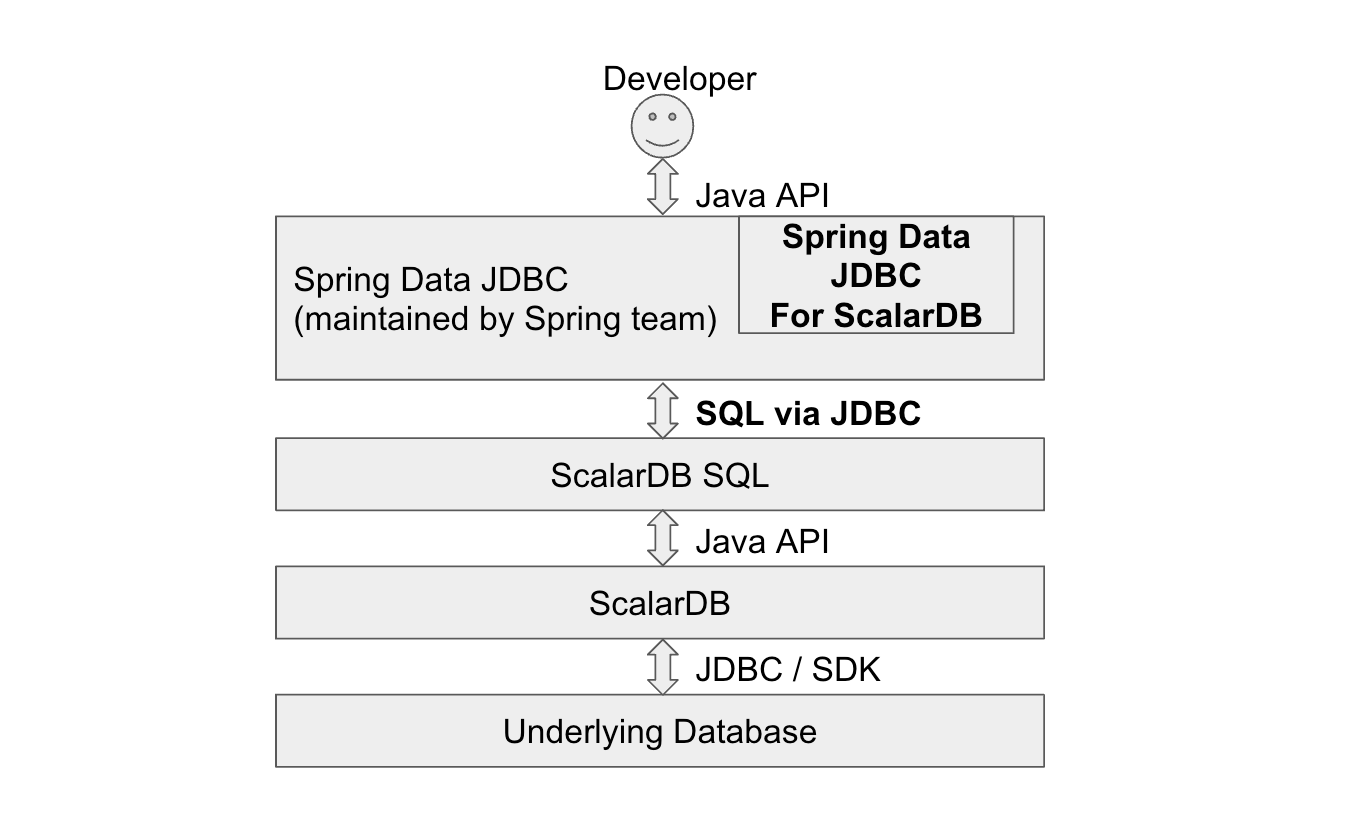 Developer
Java API
Spring Data JDBC
(maintained by Spring team)
Spring Data
JDBC
For ScalarDB
SQL via JDBC
ScalarDB SQL
Java API
ScalarDB
JDBC / SDK
Underlying Database